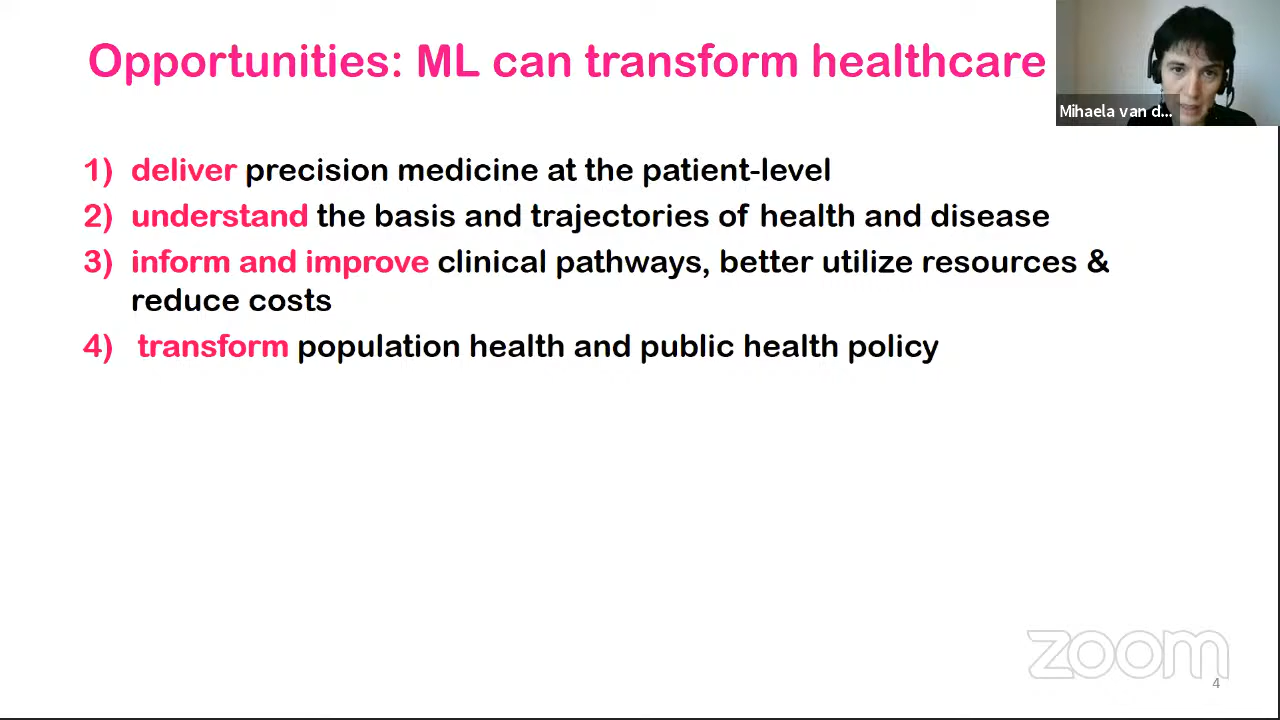 Opportunities: ML can transform healthcare
Mihaela van d...
1) deliver precision medicine at the patient-level
2) understand the basis and trajectories of health and disease
3) inform and improve clinical pathways, better utilize resources &
reduce costs
4) transform population health and public health policy
zoom
4